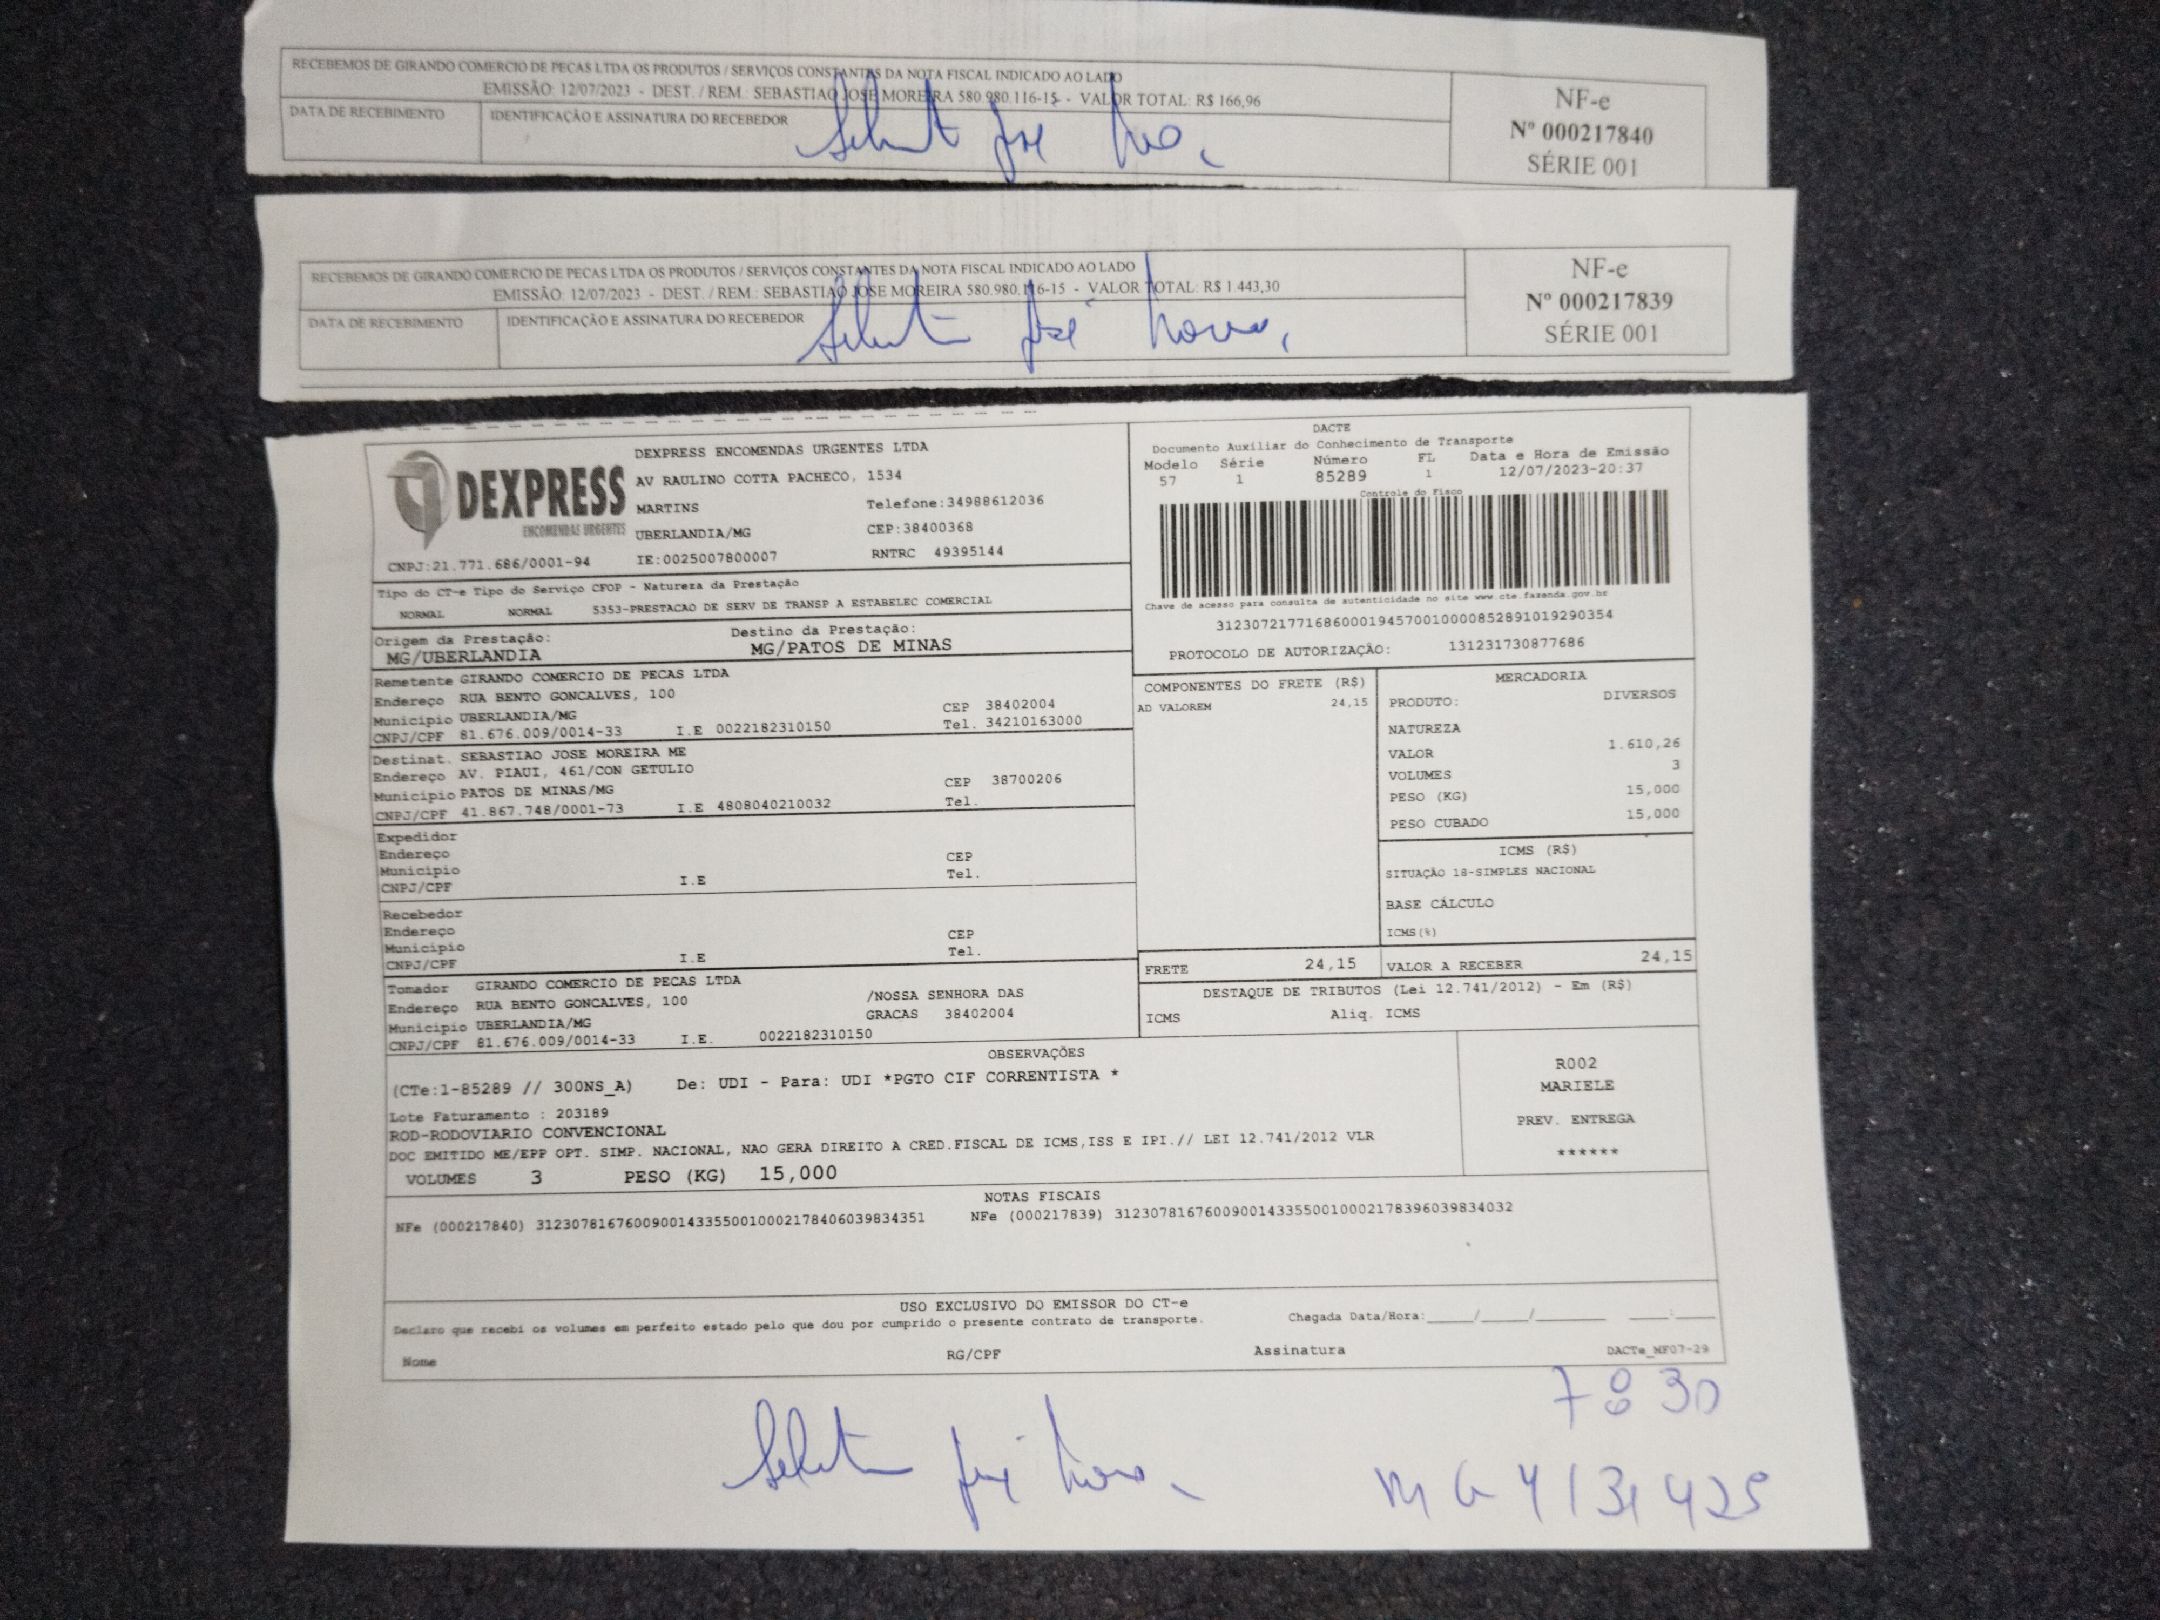 RECEBEMOS DE GIRANDO COMERCIO DE PECAS LTDA OS PRODUTOS / SERVIÇOS CONSTANTES DA NOTA FISCAL INDICADO AO LADO
EMISSÃO: 12/07/2023 - DEST. / REM.: SEBASTIAO JOSE MOREIRA 580.980.116-15 - VALOR TOTAL: R$ 166,96
DATA DE RECEBIMENTO IDENTIFICAÇÃO E ASSINATURA DO RECEBEDOR
NF-e
Nº 000217840
SÉRIE 001
RECEBEMOS DE GIRANDO COMERCIO DE PECAS LTDA OS PRODUTOS / SERVIÇOS CONSTANTES DA NOTA FISCAL INDICADO AO LADO
EMISSÃO: 12/07/2023 - DEST. / REM.: SEBASTIAO JOSE MOREIRA 580.980.116-15 - VALOR TOTAL: R$ 1.443,30
DATA DE RECEBIMENTO IDENTIFICAÇÃO E ASSINATURA DO RECEBEDOR
NF-e
Nº 000217839
SÉRIE 001
DEXPRESS
ENCOMENDAS URGENTES
DEXPRESS ENCOMENDAS URGENTES LTDA
AV RAULINO COTTA PACHECO, 1534
MARTINS Telefone:34988612036
UBERLANDIA/MG CEP:38400368
CNPJ:21.771.686/0001-94 IE:0025007800007 RNTRC 49395144
DACTE
Documento Auxiliar do Conhecimento de Transporte
Modelo Série Número FL Data e Hora de Emissão
57 1 85289 1 12/07/2023-20:37
Controle do Fisco
Chave de acesso para consulta de autenticidade no site www.cte.fazenda.gov.br
31230721771686000194570010000852891019290354
PROTOCOLO DE AUTORIZAÇÃO: 131231730877686
Tipo do CT-e Tipo do Serviço CFOP - Natureza da Prestação
NORMAL NORMAL 5353-PRESTACAO DE SERV DE TRANSP A ESTABELEC COMERCIAL
Origem da Prestação: Destino da Prestação:
MG/UBERLANDIA MG/PATOS DE MINAS
Remetente GIRANDO COMERCIO DE PECAS LTDA
Endereço RUA BENTO GONCALVES, 100
Município UBERLANDIA/MG CEP 38402004
CNPJ/CPF 81.676.009/0014-33 I.E 0022182310150 Tel. 34210163000
Destinat. SEBASTIAO JOSE MOREIRA ME
Endereço AV. PIAUI, 461/CON GETULIO
Município PATOS DE MINAS/MG CEP 38700206
CNPJ/CPF 41.867.748/0001-73 I.E 4808040210032 Tel.
Expedidor
Endereço
Município CEP
CNPJ/CPF I.E Tel.
Recebedor
Endereço
Município CEP
CNPJ/CPF I.E Tel.
Tomador GIRANDO COMERCIO DE PECAS LTDA
Endereço RUA BENTO GONCALVES, 100 /NOSSA SENHORA DAS
Município UBERLANDIA/MG GRACAS 38402004
CNPJ/CPF 81.676.009/0014-33 I.E. 0022182310150
COMPONENTES DO FRETE (R$)
AD VALOREM 24,15
MERCADORIA
PRODUTO: DIVERSOS
NATUREZA
VALOR 1.610,26
VOLUMES 3
PESO (KG) 15,000
PESO CUBADO 15,000
ICMS (R$)
SITUAÇÃO 18-SIMPLES NACIONAL
BASE CÁLCULO
ICMS(%)
FRETE 24,15 VALOR A RECEBER 24,15
DESTAQUE DE TRIBUTOS (Lei 12.741/2012) - Em (R$)
ICMS Aliq. ICMS
OBSERVAÇÕES
(CTe:1-85289 // 300NS_A) De: UDI - Para: UDI *PGTO CIF CORRENTISTA *
Lote Faturamento : 203189
ROD-RODOVIARIO CONVENCIONAL
DOC EMITIDO ME/EPP OPT. SIMP. NACIONAL, NAO GERA DIREITO A CRED.FISCAL DE ICMS,ISS E IPI.// LEI 12.741/2012 VLR
VOLUMES 3 PESO (KG) 15,000
R002
MARIELE
PREV. ENTREGA
******
NOTAS FISCAIS
NFe (000217840) 31230781676009001433550010002178406039834351 NFe (000217839) 31230781676009001433550010002178396039834032
USO EXCLUSIVO DO EMISSOR DO CT-e
Declaro que recebi os volumes em perfeito estado pelo que dou por cumprido o presente contrato de transporte. Chegada Data/Hora:_____/_____/_______ ____:____
Nome RG/CPF Assinatura DACTe_MF07-29